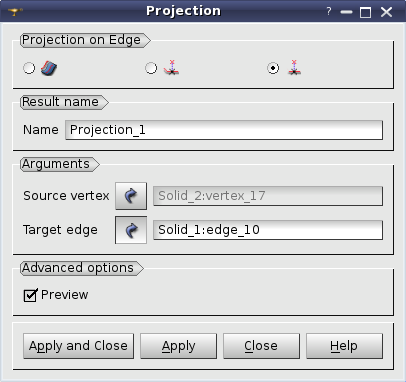 Projection
Projection on Edge
Result name
Name Projection_1
Arguments
Source vertex Solid_2:vertex_17
Target edge Solid_1:edge_10
Advanced options
Preview
Apply and Close Apply Close Help